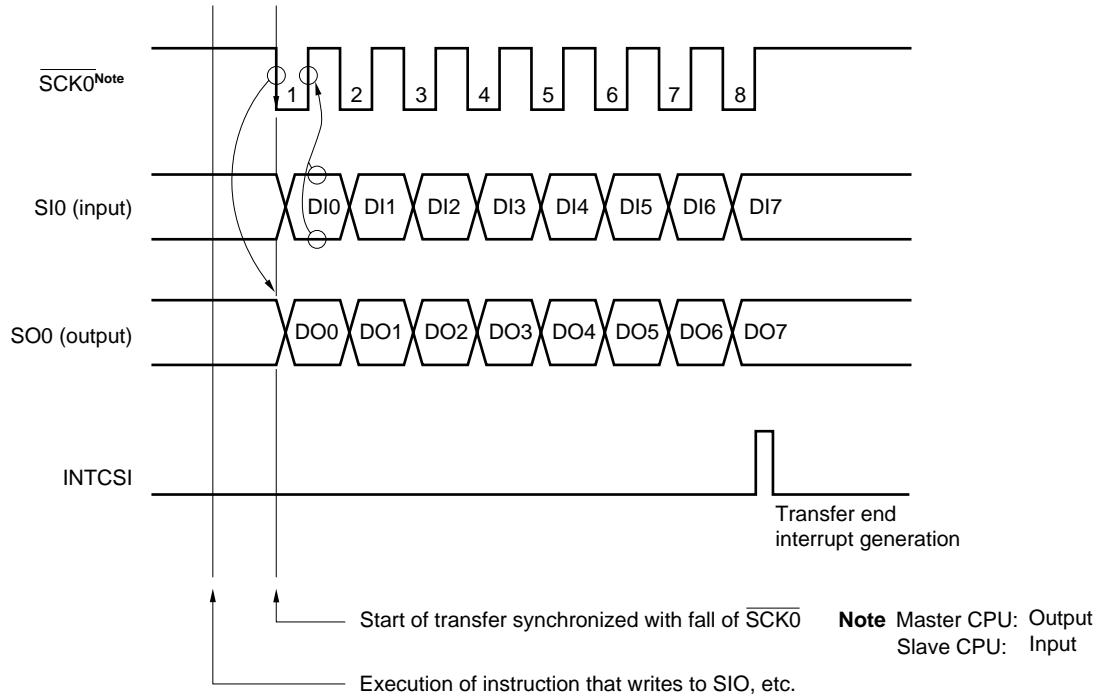 SCK0Note
1 2 3 4 5 6 7 8
SI0 (input)
DI0 DI1 DI2 DI3 DI4 DI5 DI6 DI7
SO0 (output)
DO0 DO1 DO2 DO3 DO4 DO5 DO6 DO7
INTCSI
Transfer end
interrupt generation
Start of transfer synchronized with fall of SCK0
Note Master CPU: Output
Slave CPU: Input
Execution of instruction that writes to SIO, etc.